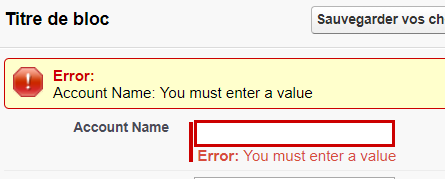 Titre de bloc
Sauvegarder vos ch
Error:
Account Name: You must enter a value
Account Name
Error: You must enter a value